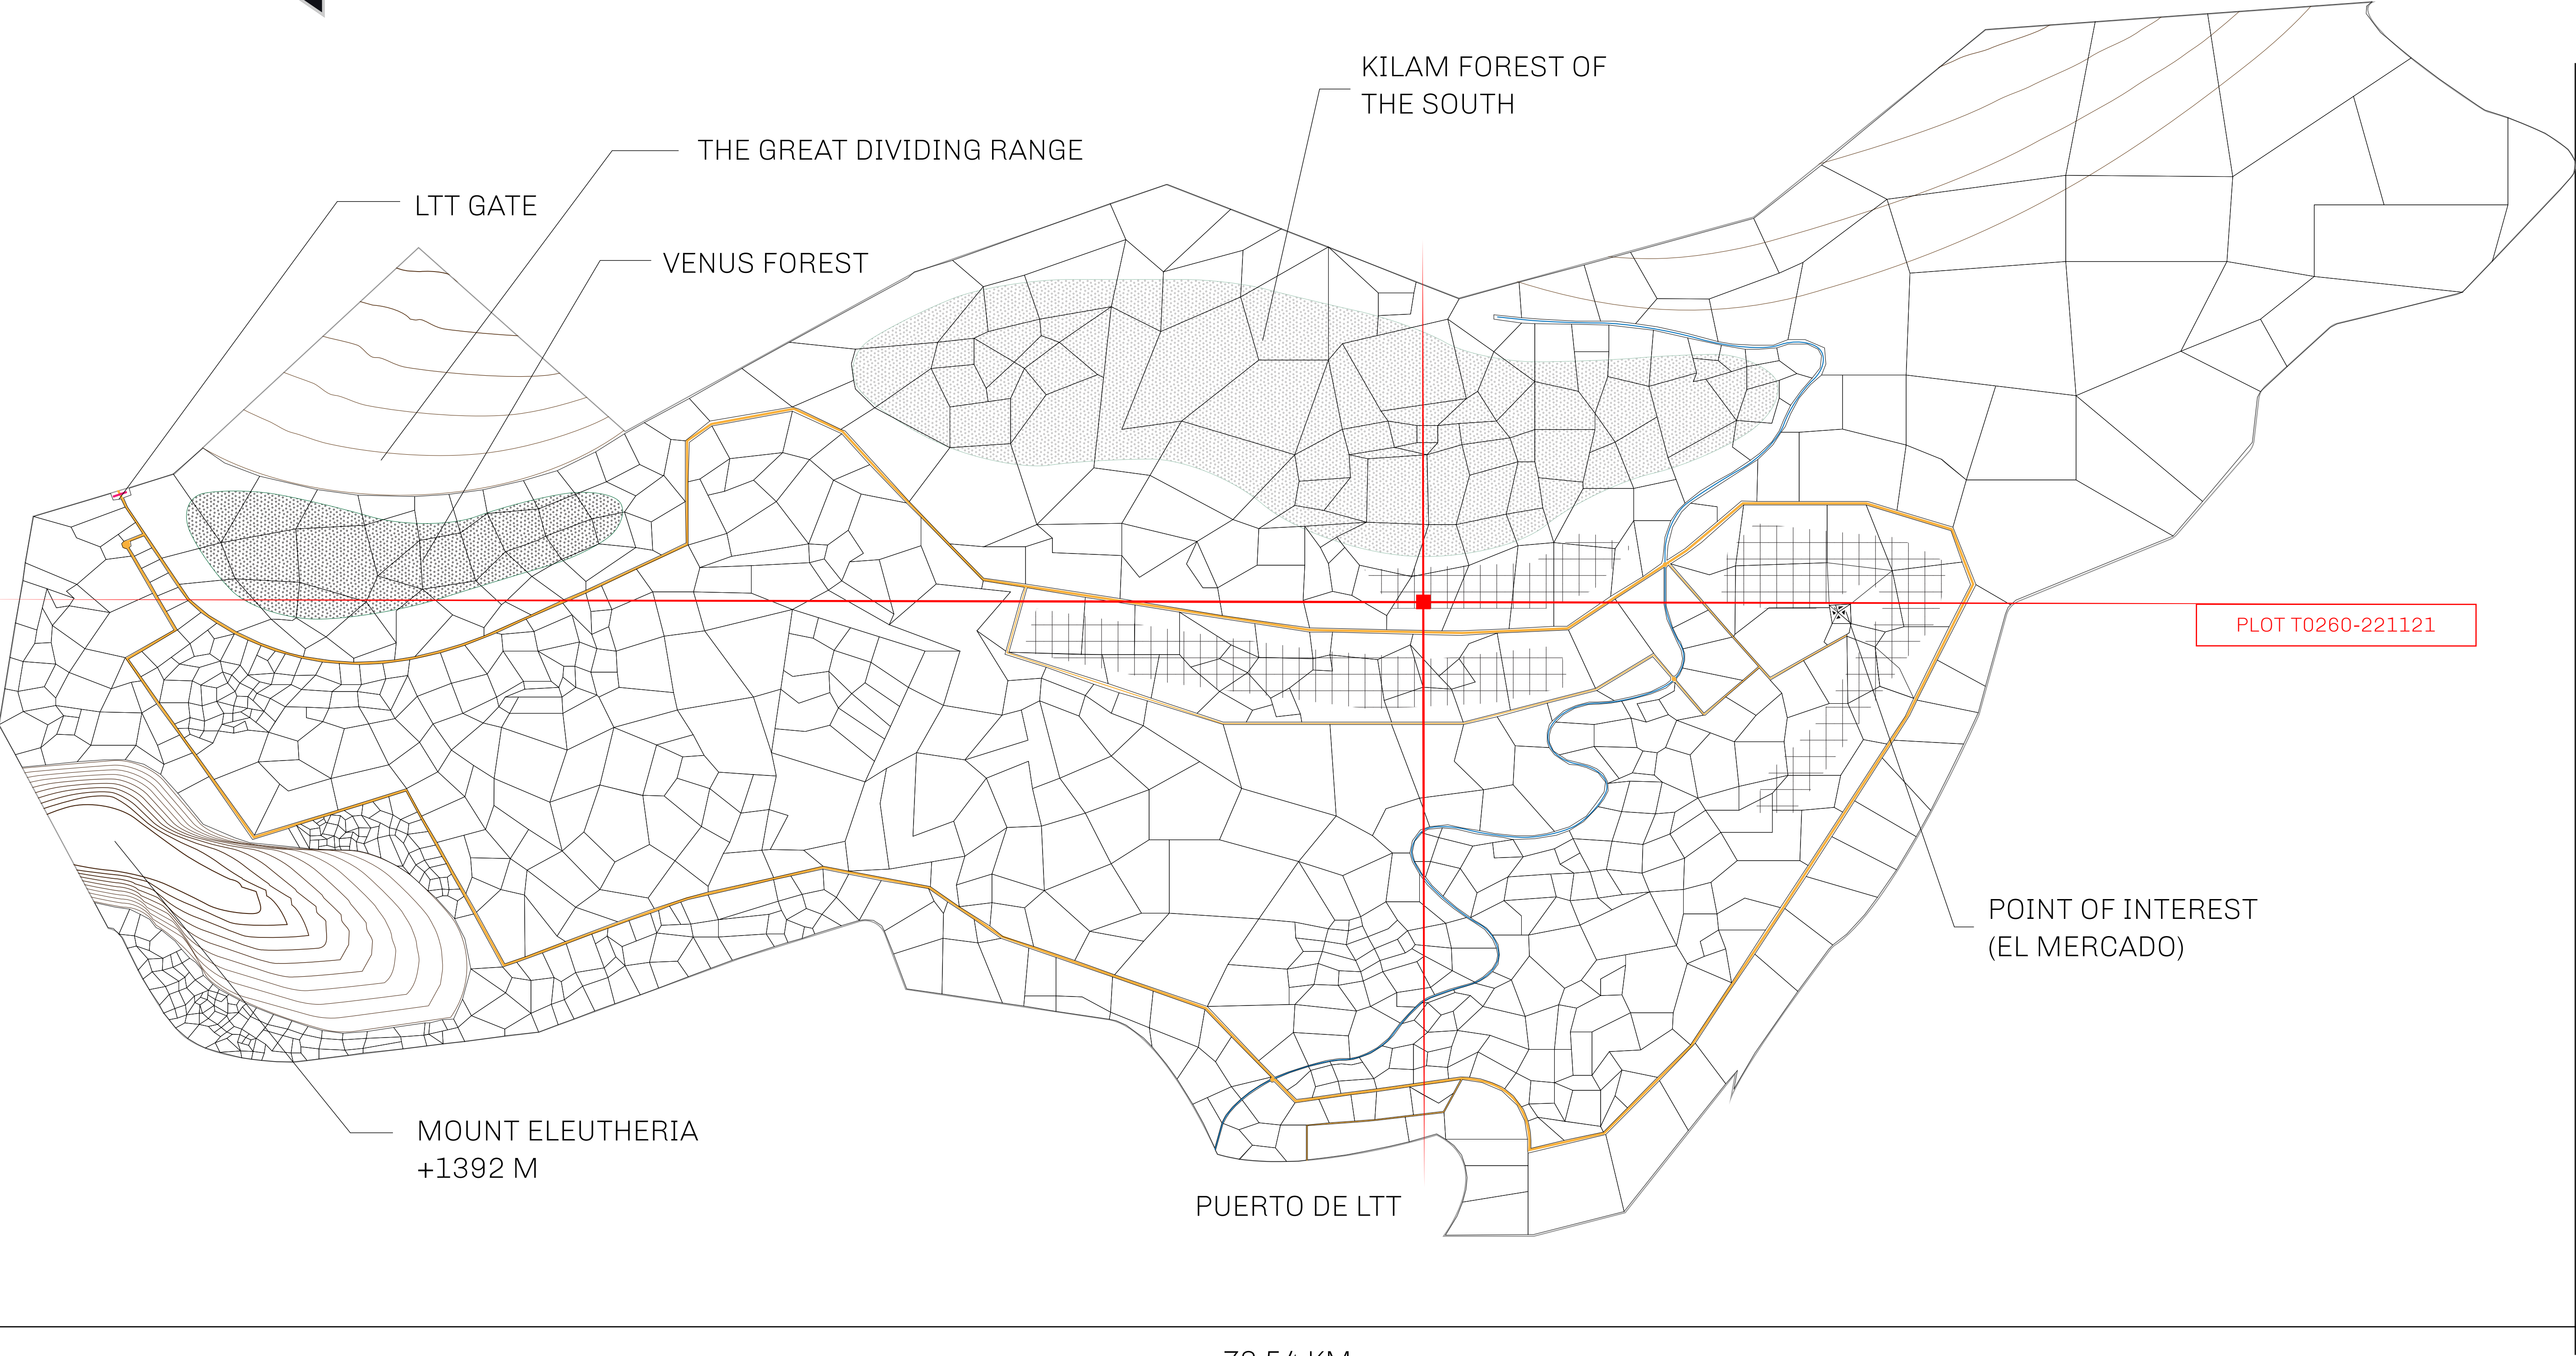 KILAM FOREST OF
THE SOUTH
THE GREAT DIVIDING RANGE
LTT GATE
VENUS FOREST
PLOT T0260-221121
POINT OF INTEREST
(EL MERCADO)
MOUNT ELEUTHERIA
+1392 M
PUERTO DE LTT
KM